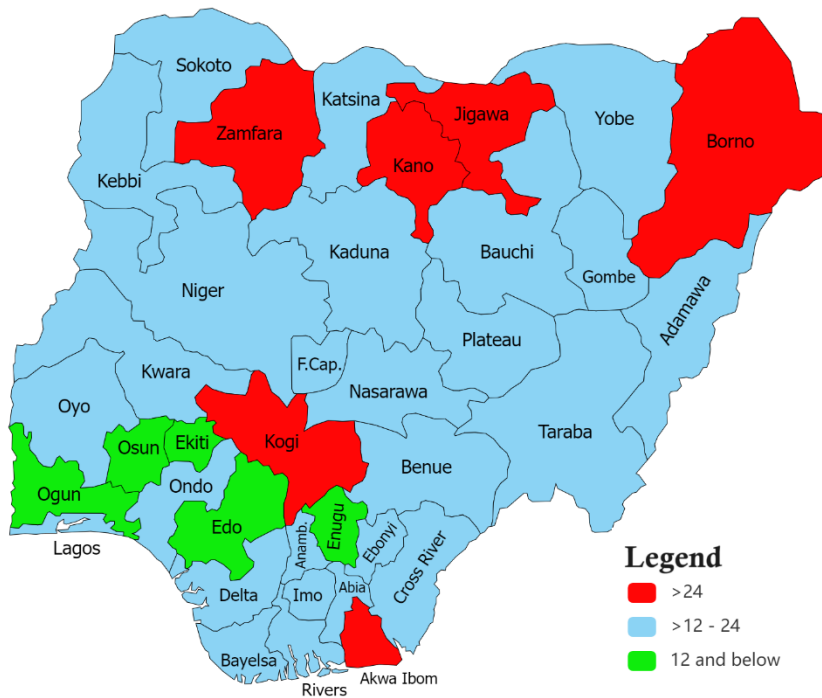 Sokoto
Katsina
Jigawa
Yobe
Zamfara
Borno
Kano
Kebbi
Kaduna
Bauchi
Gombe
Niger
Adamawa
Plateau
F.Cap.
Kwara
Nasarawa
Oyo
Taraba
Osun
Ekiti
Kogi
Benue
Ondo
Ogun
Edo
Enugu
Anamb.
Ebonyi
Cross River
Lagos
Delta
Imo
Abia
Bayelsa
Rivers
Akwa Ibom
Legend
>24
>12 - 24
12 and below